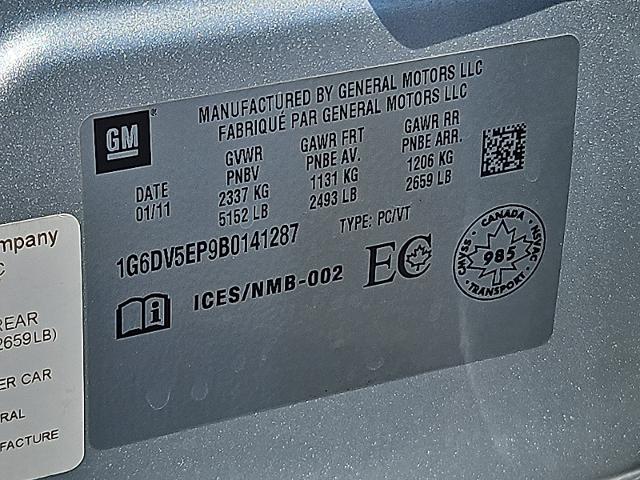 GM
MANUFACTURED BY GENERAL MOTORS LLC
FABRIQUÉ PAR GENERAL MOTORS LLC
DATE
01/11
GVWR
PNBV
2337 KG
5152 LB
GAWR FRT
PNBE AV.
1131 KG
2493 LB
GAWR RR
PNBE ARR.
1206 KG
2659 LB
1G6DV5EP9B0141287
TYPE: PC/VT
ICES/NMB-002
EC
CANADA
NSVAC
TRANSPORT
CMVSS
985
ompany
C
REAR
2659LB)
ER CAR
RAL
FACTURE